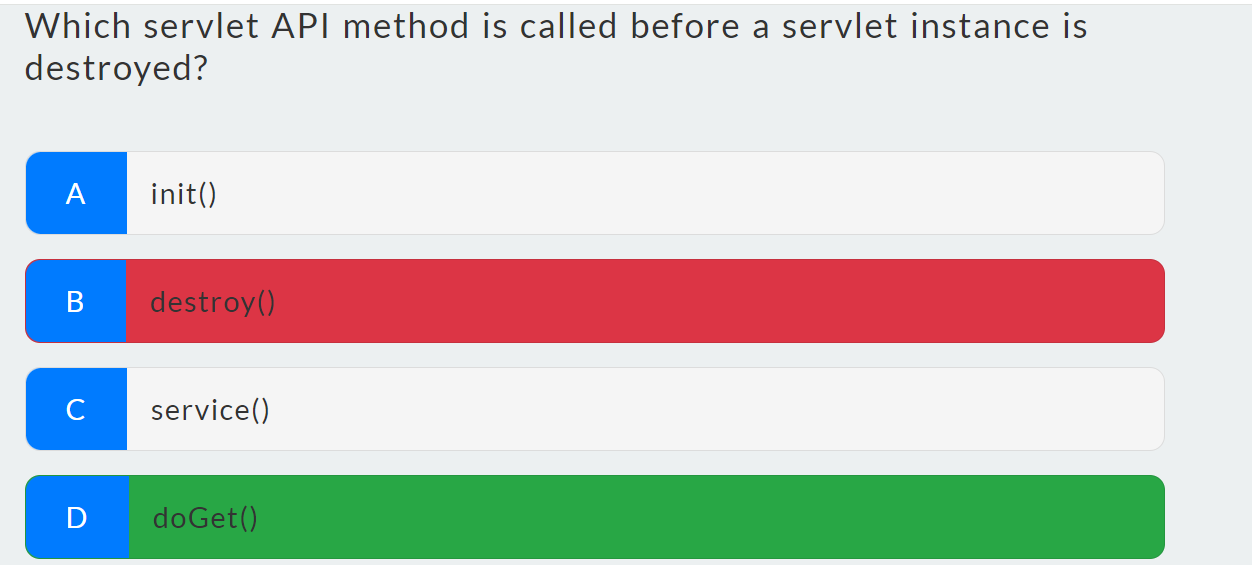 Which servlet API method is called before a servlet instance is
destroyed?
A init()
B destroy()
C service()
D doGet()